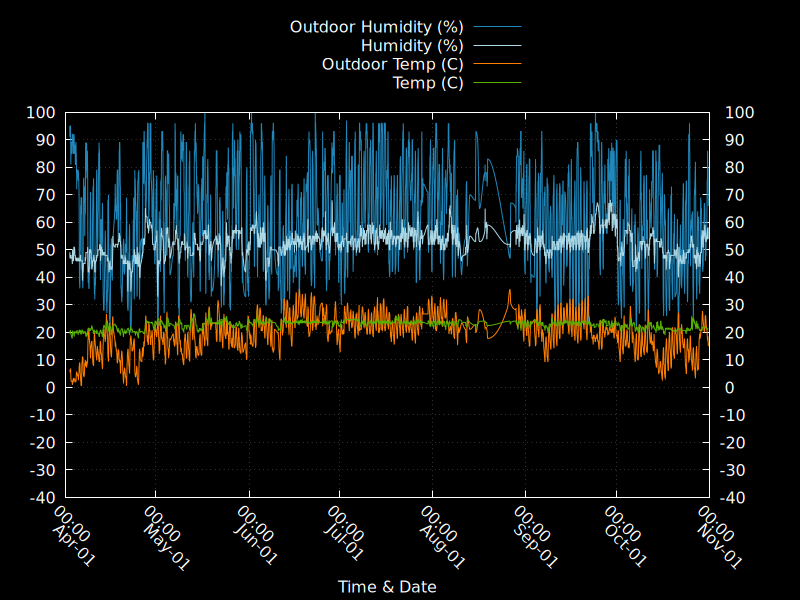 Outdoor Humidity (%)
Humidity (%)
Outdoor Temp (C)
Temp (C)
100 100
90 90
80 80
70 70
60 60
50 50
40 40
30 30
20 20
10 10
0 0
-10 -10
-20 -20
-30 -30
-40 -40
00:00 00:00 00:00 00:00 00:00 00:00 00:00 00:00
Apr-01 May-01 Jun-01 Jul-01 Aug-01 Sep-01 Oct-01 Nov-01
Time & Date